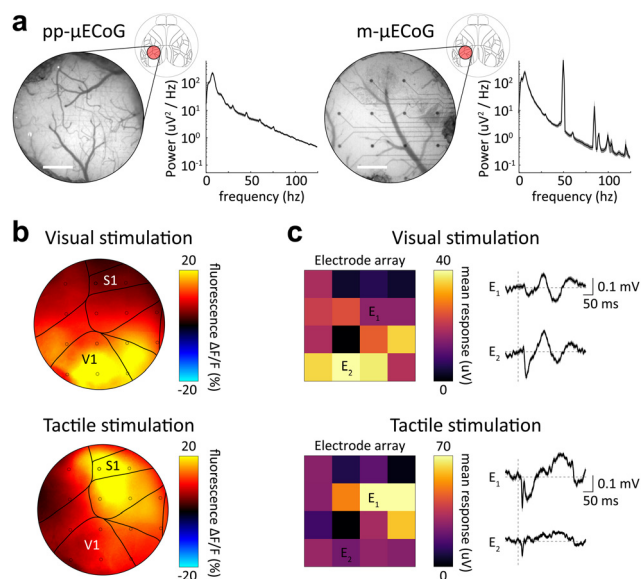 a
pp-µECoG
m-µECoG
Power (uV² / Hz)
10²
10¹
10⁰
10⁻¹
0
50
100
frequency (hz)
Power (uV² / Hz)
10²
10¹
10⁰
10⁻¹
0
50
100
frequency (hz)
b
Visual stimulation
S1
V1
20
-20
fluorescence ΔF/F (%)
Tactile stimulation
S1
V1
20
-20
fluorescence ΔF/F (%)
c
Visual stimulation
Electrode array
E₁
E₂
40
0
mean response (uV)
E₁
0.1 mV
50 ms
E₂
Tactile stimulation
Electrode array
E₁
E₂
70
0
mean response (uV)
E₁
0.1 mV
50 ms
E₂